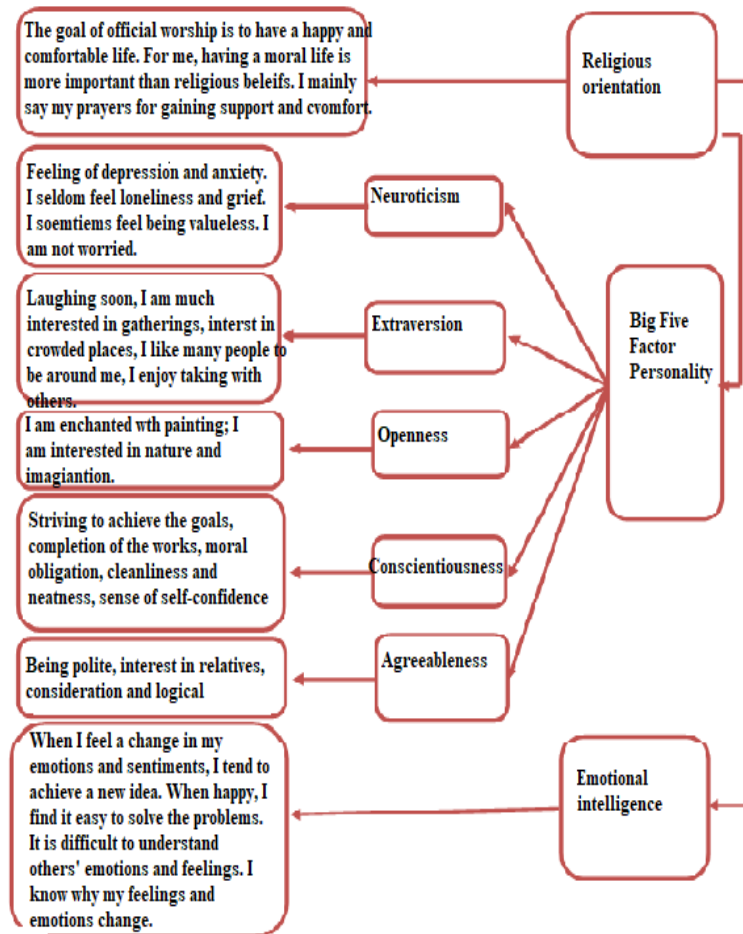 The goal of official worship is to have a happy and
comfortable life. For me, having a moral life is
more important than religious beleifs. I mainly
say my prayers for gaining support and cvomfort.
Religious
orientation
Feeling of depression and anxiety.
I seldom feel loneliness and grief.
I soemtiems feel being valueless. I
am not worried.
Neuroticism
Laughing soon, I am much
interested in gatherings, interst in
crowded places, I like many people to
be around me, I enjoy taking with
others.
Extraversion
Big Five
Factor
Personality
I am enchanted wth painting; I
am interested in nature and
imagiantion.
Openness
Striving to achieve the goals,
completion of the works, moral
obligation, cleanliness and
neatness, sense of self-confidence
Conscientiousness
Being polite, interest in relatives,
consideration and logical
Agreeableness
When I feel a change in my
emotions and sentiments, I tend to
achieve a new idea. When happy, I
find it easy to solve the problems.
It is difficult to understand
others' emotions and feelings. I
know why my feelings and
emotions change.
Emotional
intelligence